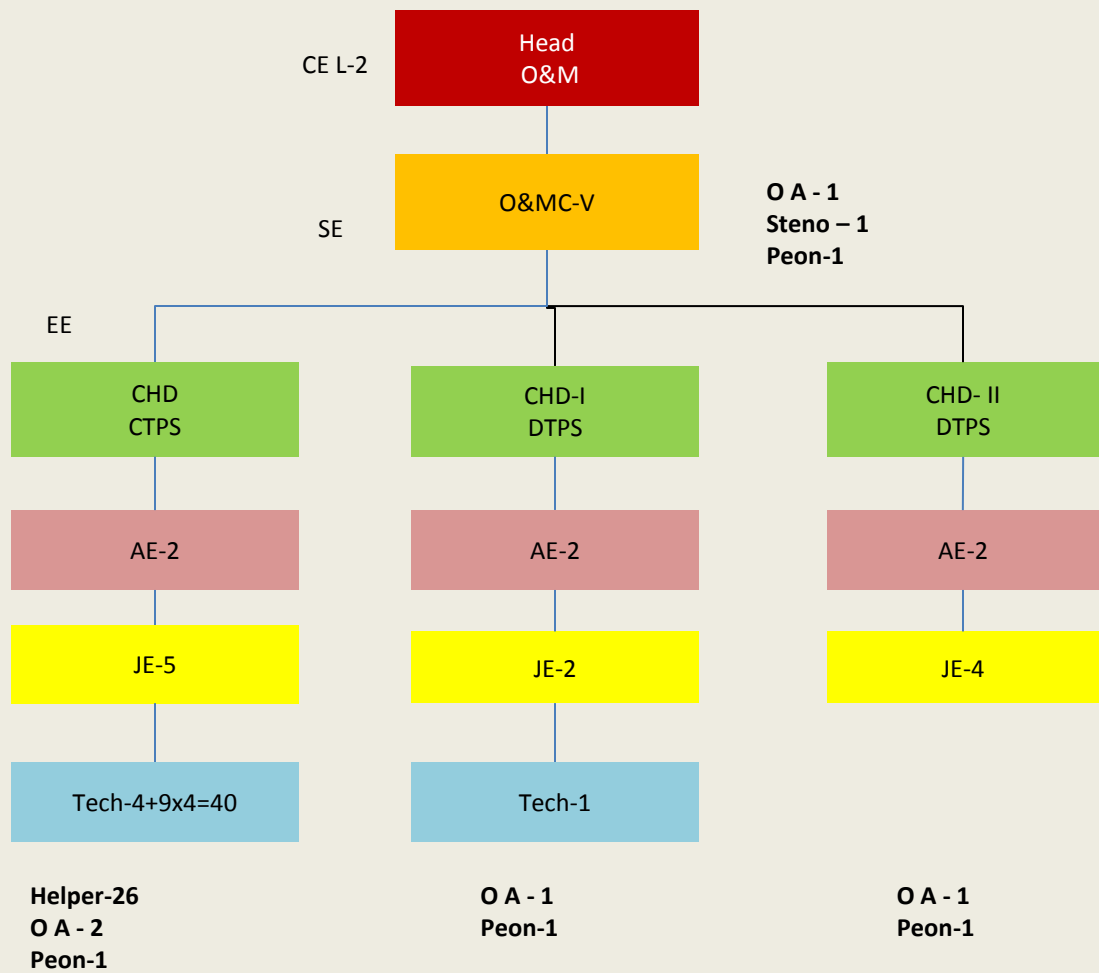 CE L-2
Head
O&M
SE
O&MC-V
O A - 1
Steno – 1
Peon-1
EE
CHD
CTPS
CHD-I
DTPS
CHD- II
DTPS
AE-2
AE-2
AE-2
JE-5
JE-2
JE-4
Tech-4+9x4=40
Tech-1
Helper-26
O A - 2
Peon-1
O A - 1
Peon-1
O A - 1
Peon-1